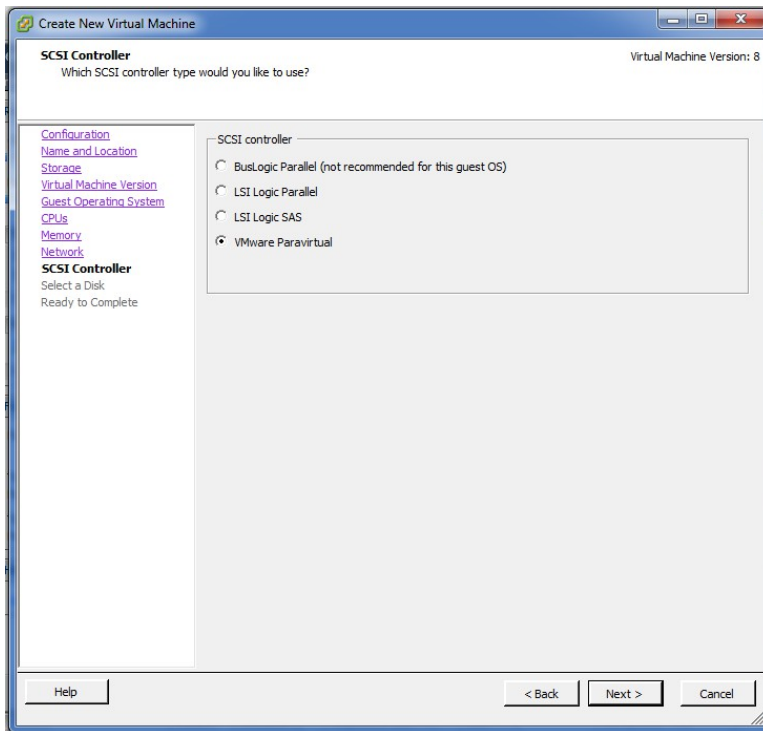 Create New Virtual Machine
SCSI Controller
Which SCSI controller type would you like to use?
Virtual Machine Version: 8
Configuration
Name and Location
Storage
Virtual Machine Version
Guest Operating System
CPUs
Memory
Network
SCSI Controller
Select a Disk
Ready to Complete
SCSI controller
BusLogic Parallel (not recommended for this guest OS)
LSI Logic Parallel
LSI Logic SAS
VMware Paravirtual
Help
< Back
Next >
Cancel